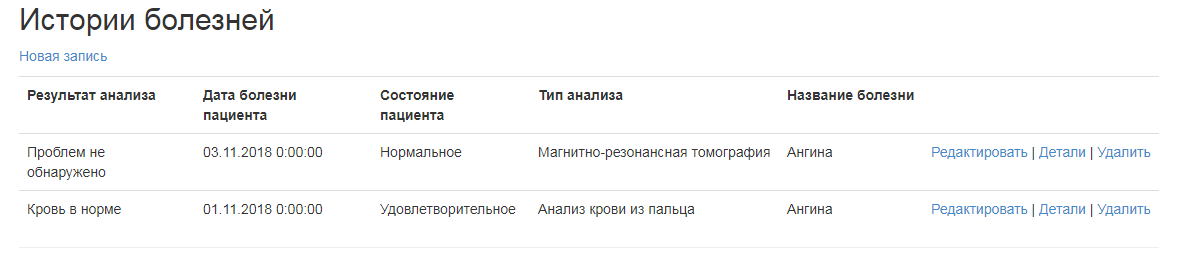 Истории болезней
Новая запись
Результат анализа Дата болезни пациента Состояние пациента Тип анализа Название болезни
Проблем не обнаружено 03.11.2018 0:00:00 Нормальное Магнитно-резонансная томография Ангина Редактировать | Детали | Удалить
Кровь в норме 01.11.2018 0:00:00 Удовлетворительное Анализ крови из пальца Ангина Редактировать | Детали | Удалить